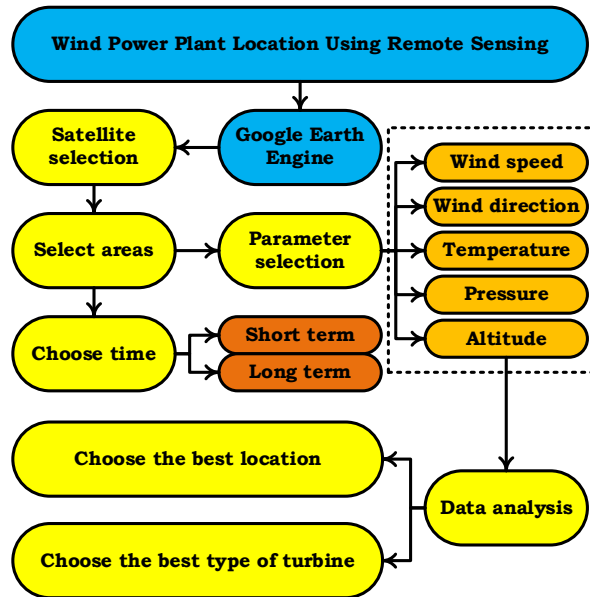 Wind Power Plant Location Using Remote Sensing
Satellite
selection
Google Earth
Engine
Wind speed
Wind direction
Temperature
Pressure
Altitude
Select areas
Parameter
selection
Choose time
Short term
Long term
Choose the best location
Data analysis
Choose the best type of turbine